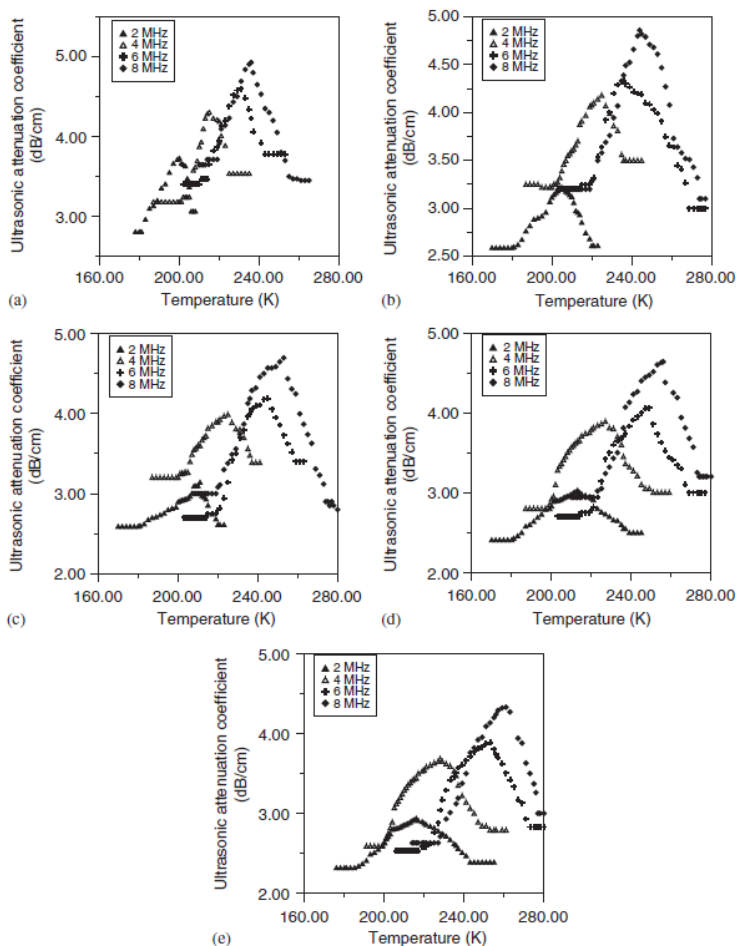 2 MHz
4 MHz
6 MHz
8 MHz
5.00
4.00
3.00
160.00 200.00 240.00 280.00
Temperature (K)
Ultrasonic attenuation coefficient
(dB/cm)
(a)
2 MHz
4 MHz
6 MHz
8 MHz
5.00
4.50
4.00
3.50
3.00
2.50
160.00 200.00 240.00 280.00
Temperature (K)
Ultrasonic attenuation coefficient
(dB/cm)
(b)
2 MHz
4 MHz
6 MHz
8 MHz
5.00
4.00
3.00
2.00
160.00 200.00 240.00 280.00
Temperature (K)
Ultrasonic attenuation coefficient
(dB/cm)
(c)
2 MHz
4 MHz
6 MHz
8 MHz
5.00
4.00
3.00
2.00
160.00 200.00 240.00 280.00
Temperature (K)
Ultrasonic attenuation coefficient
(dB/cm)
(d)
2 MHz
4 MHz
6 MHz
8 MHz
5.00
4.00
3.00
2.00
160.00 200.00 240.00 280.00
Temperature (K)
Ultrasonic attenuation coefficient
(dB/cm)
(e)